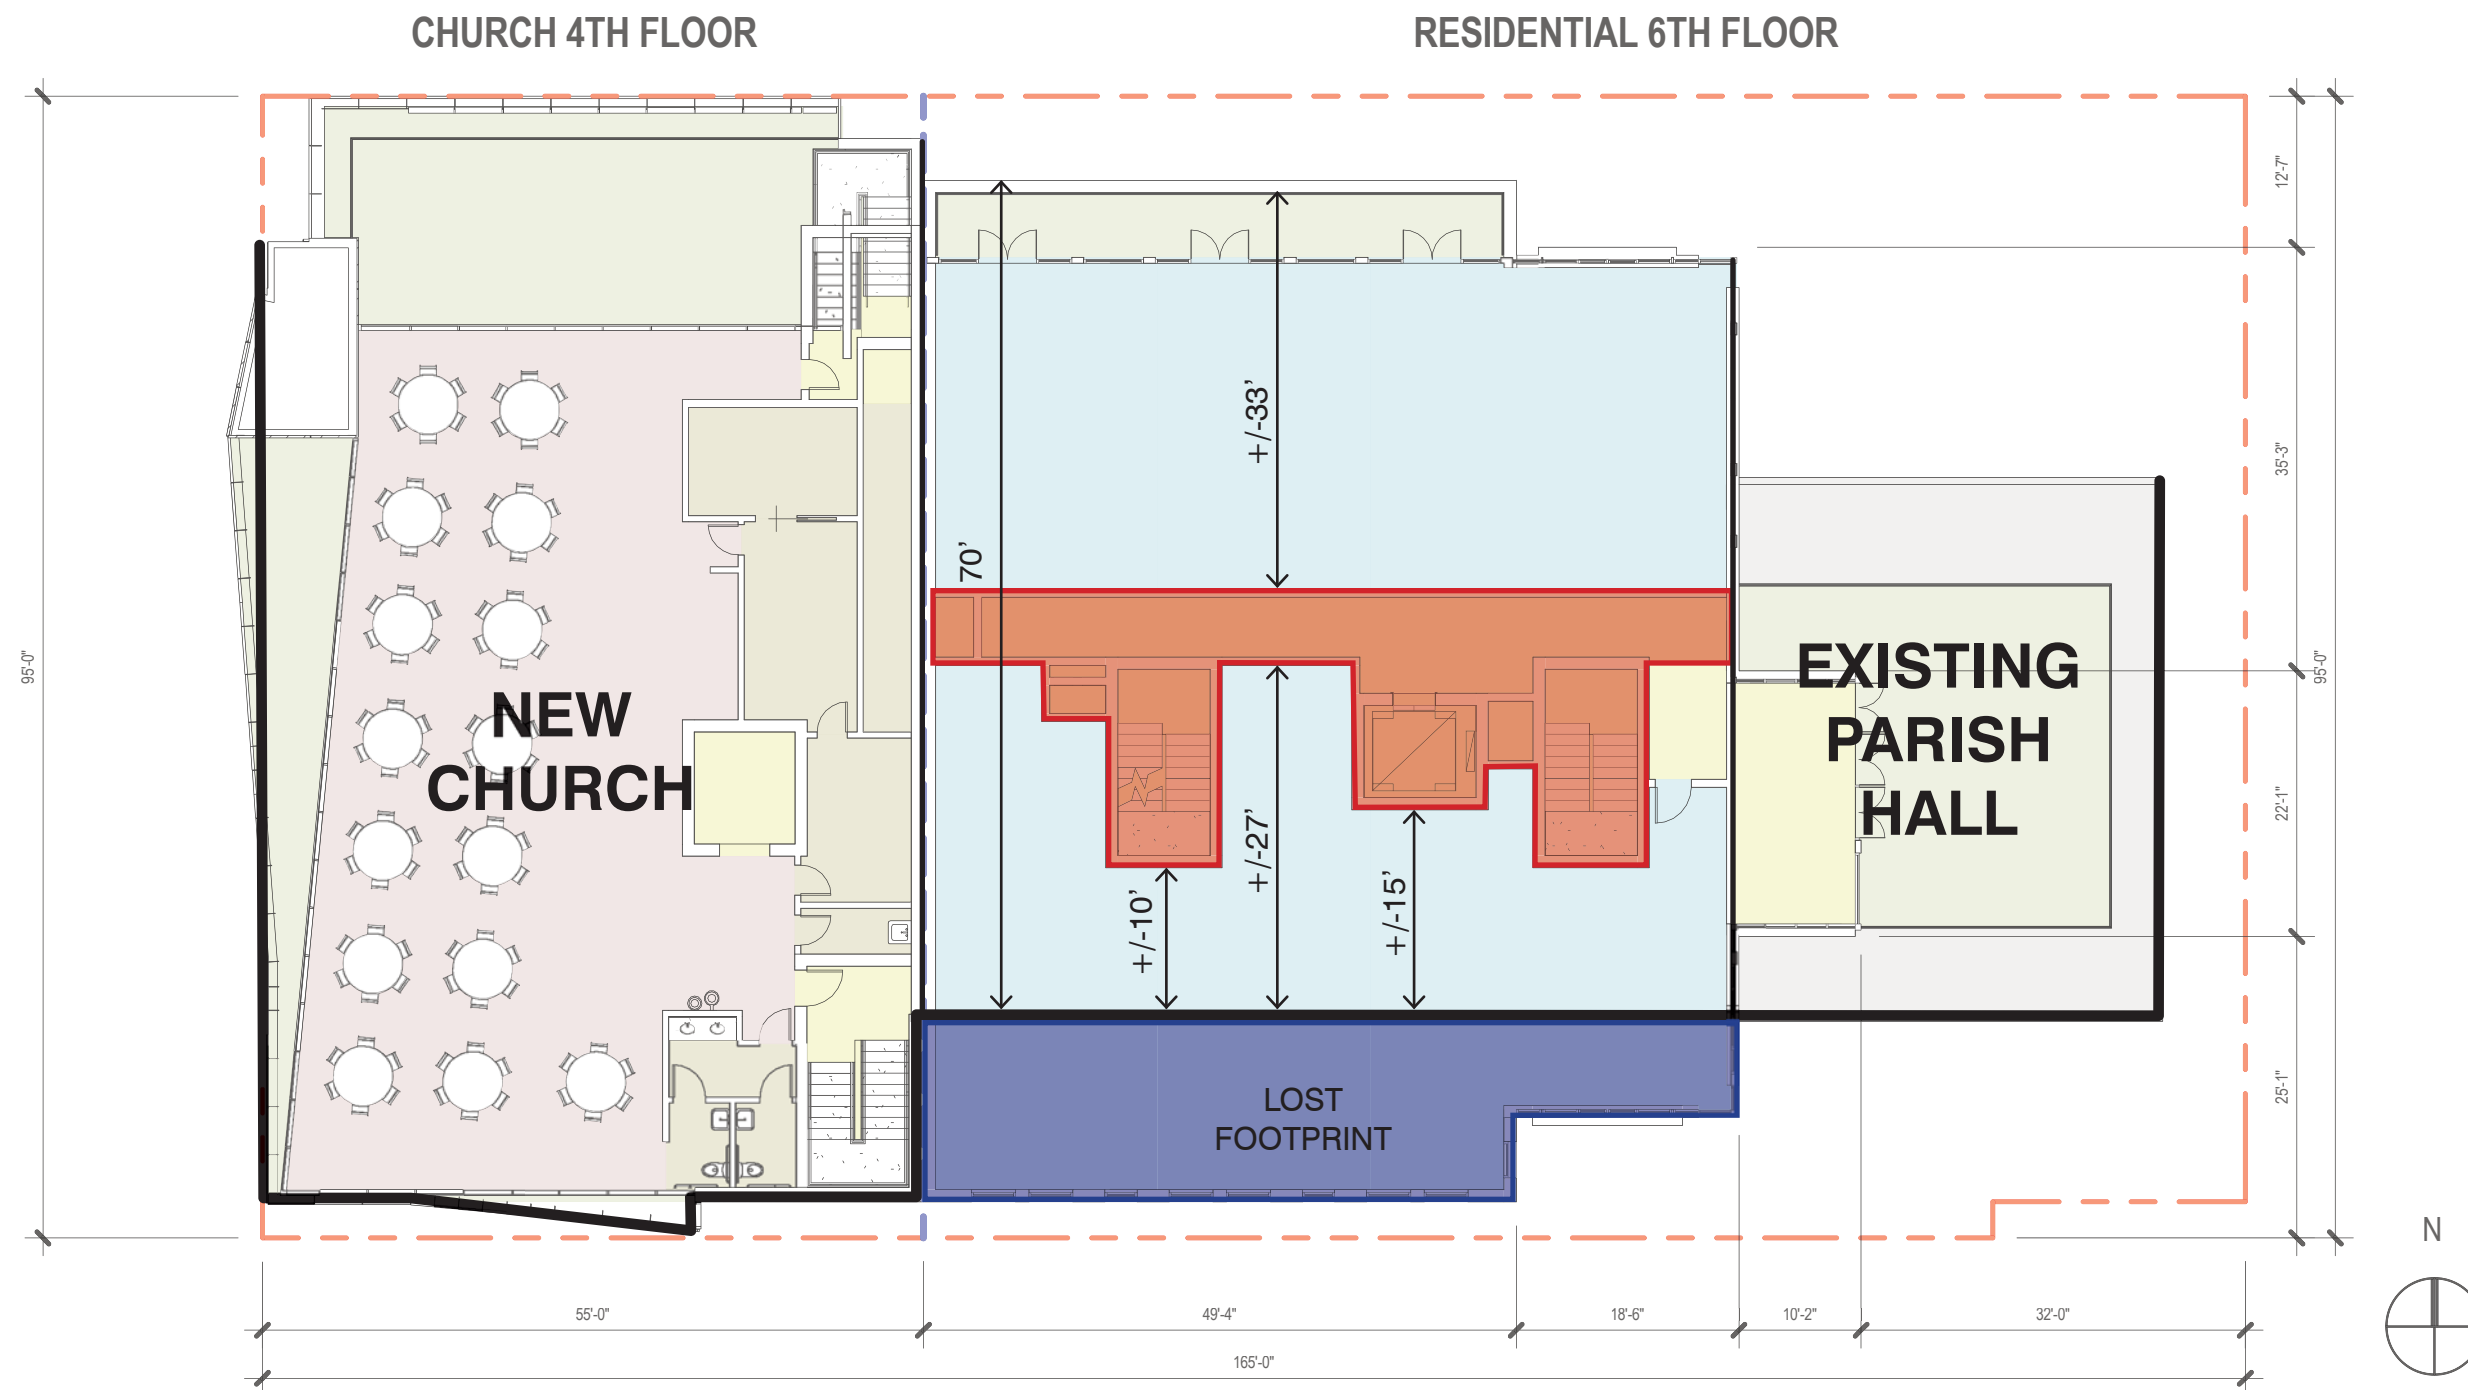 CHURCH 4TH FLOOR
RESIDENTIAL 6TH FLOOR
12'-7"
+/-33'
35'-3"
70'
95'-0"
NEW
CHURCH
EXISTING
PARISH
HALL
95'-0"
22'-1"
+/-27'
+/-10'
+/-15'
LOST
FOOTPRINT
25'-1"
N
55'-0"
49'-4"
18'-6"
10'-2"
32'-0"
165'-0"